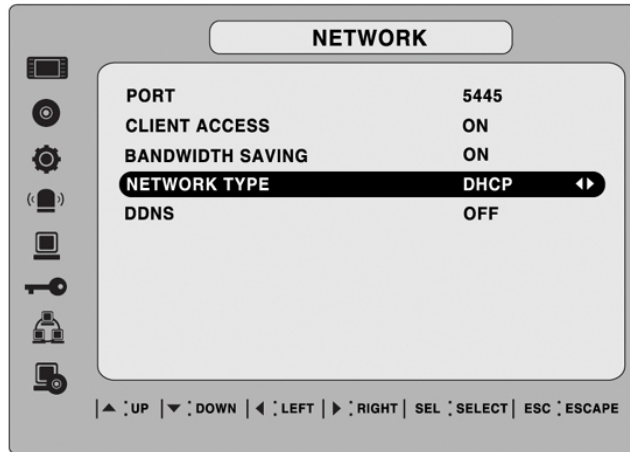 NETWORK
PORT 5445
CLIENT ACCESS ON
BANDWIDTH SAVING ON
NETWORK TYPE DHCP
DDNS OFF
UP DOWN LEFT RIGHT SEL SELECT ESC ESCAPE